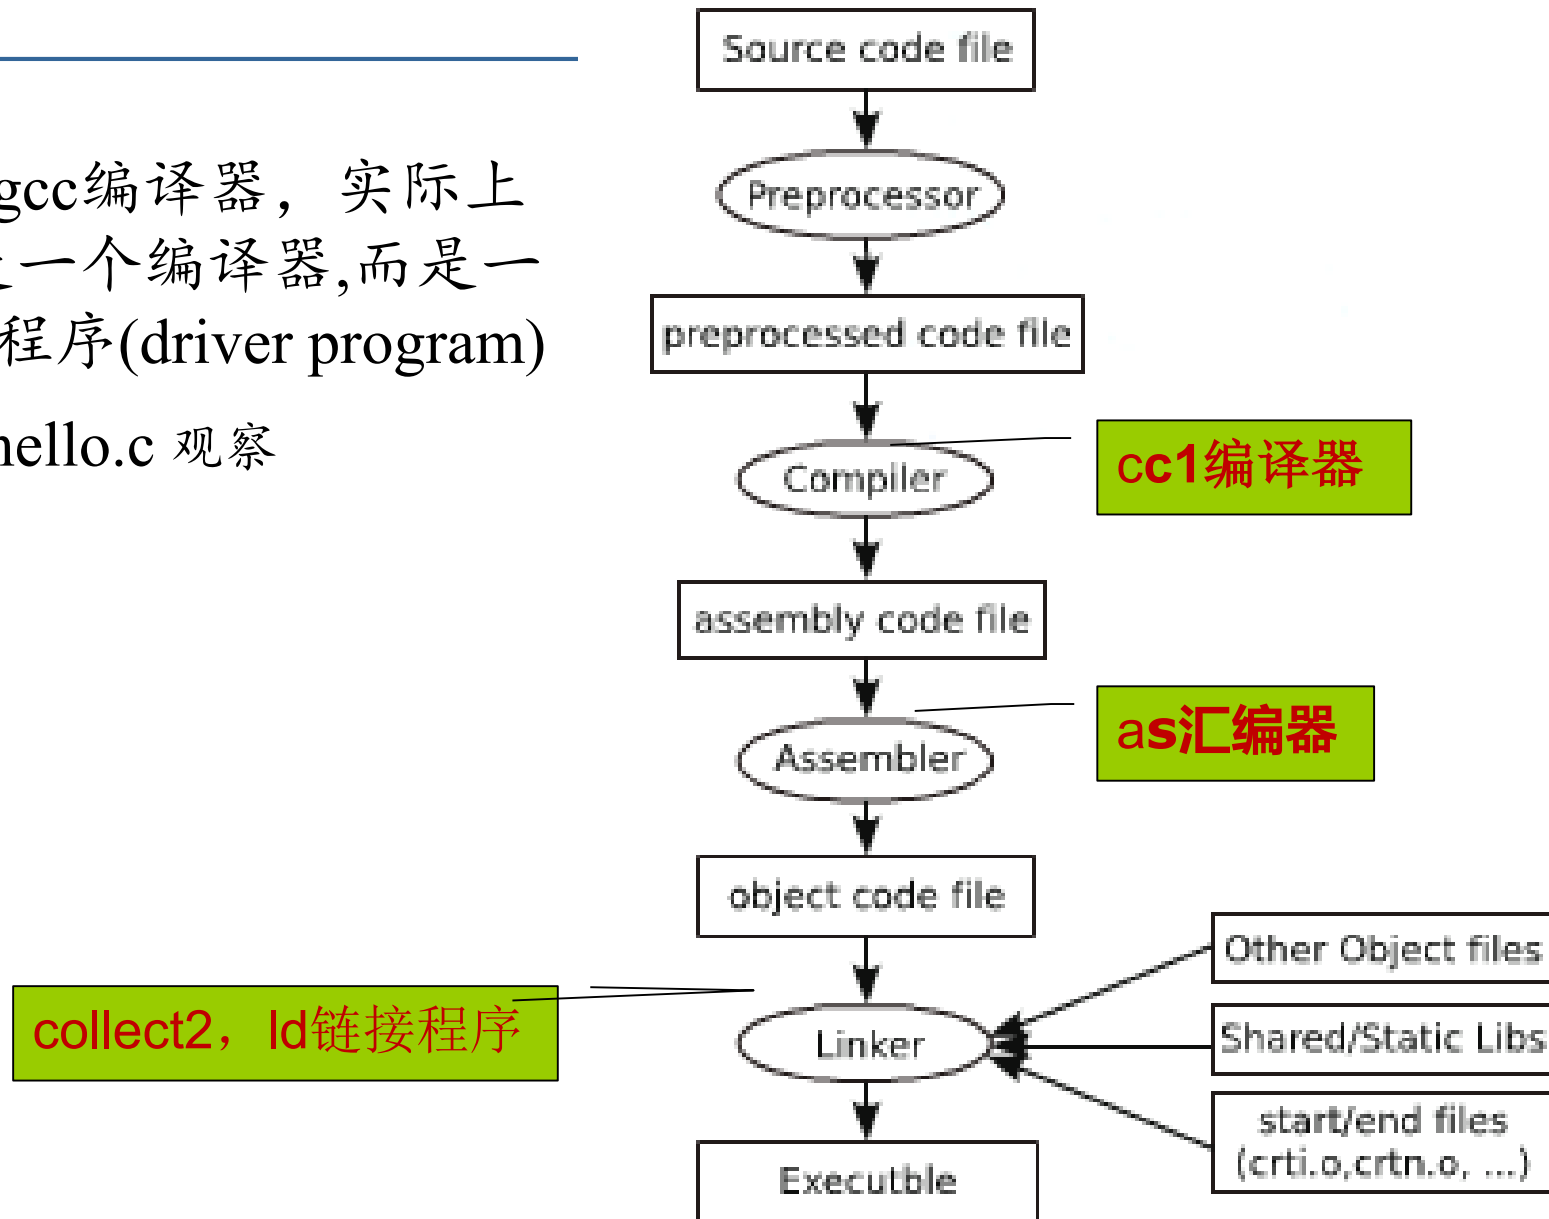 gcc编译器，实际上
一个编译器,而是一
程序(driver program)
hello.c 观察
Source code file
Preprocessor
preprocessed code file
Compiler
cc1编译器
assembly code file
as汇编器
Assembler
object code file
Other Object files
collect2，ld链接程序
Linker
Shared/Static Libs
start/end files
(crti.o,crtn.o, ...)
Executble